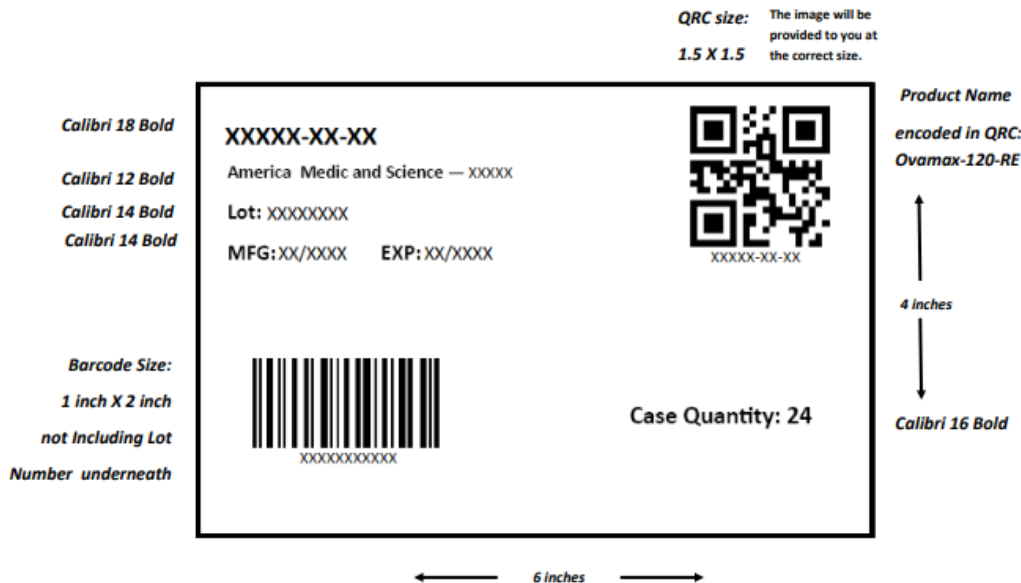 QRC size:
1.5 X 1.5
The image will be
provided to you at
the correct size.
Calibri 18 Bold
Calibri 12 Bold
Calibri 14 Bold
Calibri 14 Bold
XXXXX-XX-XX
America Medic and Science — XXXXX
Lot: XXXXXXXX
MFG: XX/XXXX EXP: XX/XXXX
XXXXX-XX-XX
Product Name
encoded in QRC:
Ovamax-120-RE
4 inches
Barcode Size:
1 inch X 2 inch
not Including Lot
Number underneath
XXXXXXXXXXX
Case Quantity: 24
Calibri 16 Bold
6 inches